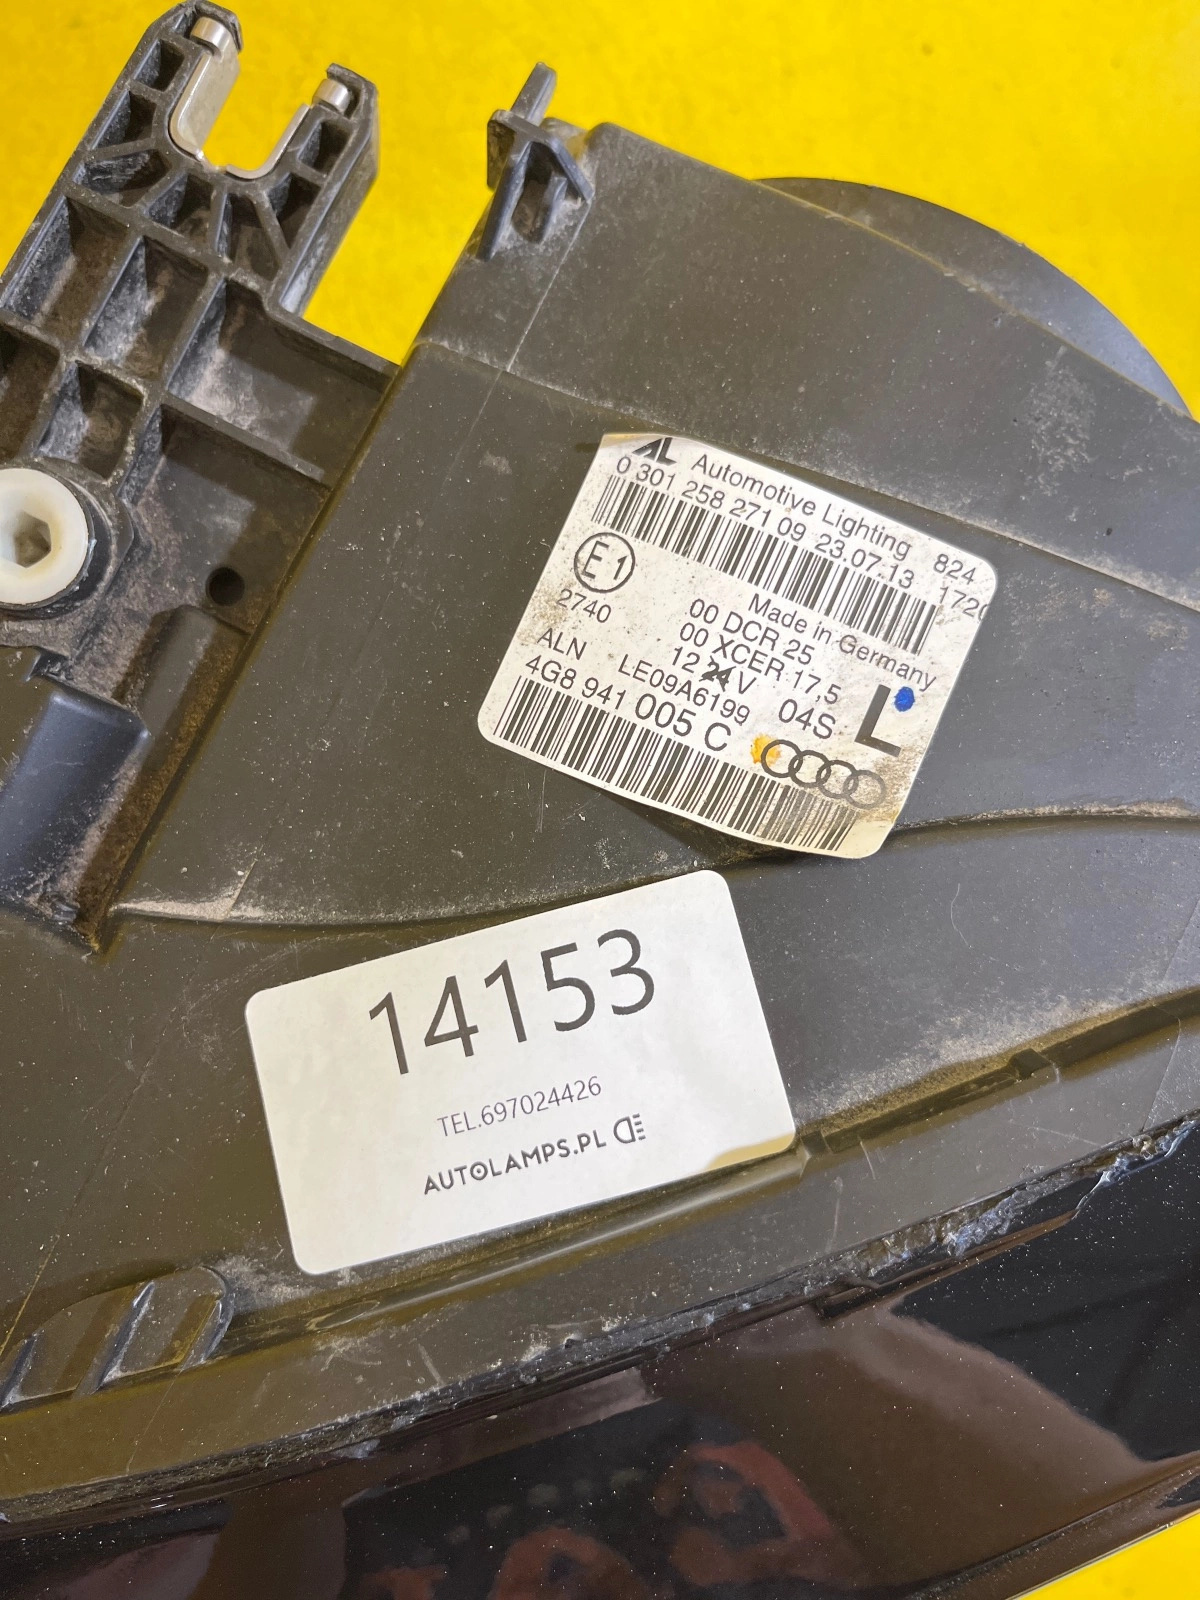 AL Automotive Lighting 824
0 301 258 271 09 23.07.13 172
Made in Germany
E1 00 DCR 25
2740 00 XCER 17,5
12 24 V
ALN LE09A6199 04S L
4G8 941 005 C
14153
TEL.697024426
AUTOLAMPS.PL